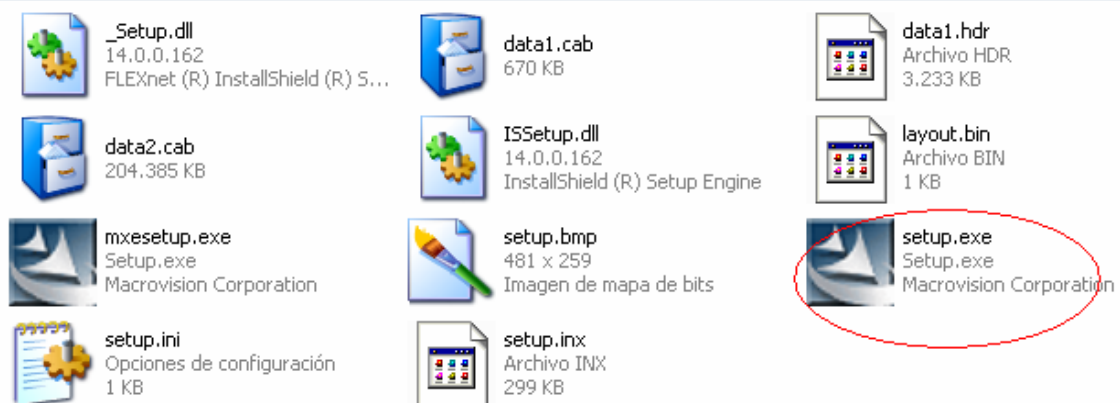 _Setup.dll
14.0.0.162
FLEXnet (R) InstallShield (R) S...
data1.cab
670 KB
data1.hdr
Archivo HDR
3.233 KB
data2.cab
204.385 KB
ISSetup.dll
14.0.0.162
InstallShield (R) Setup Engine
layout.bin
Archivo BIN
1 KB
mxesetup.exe
Setup.exe
Macrovision Corporation
setup.bmp
481 x 259
Imagen de mapa de bits
setup.exe
Setup.exe
Macrovision Corporation
setup.ini
Opciones de configuración
1 KB
setup.inx
Archivo INX
299 KB